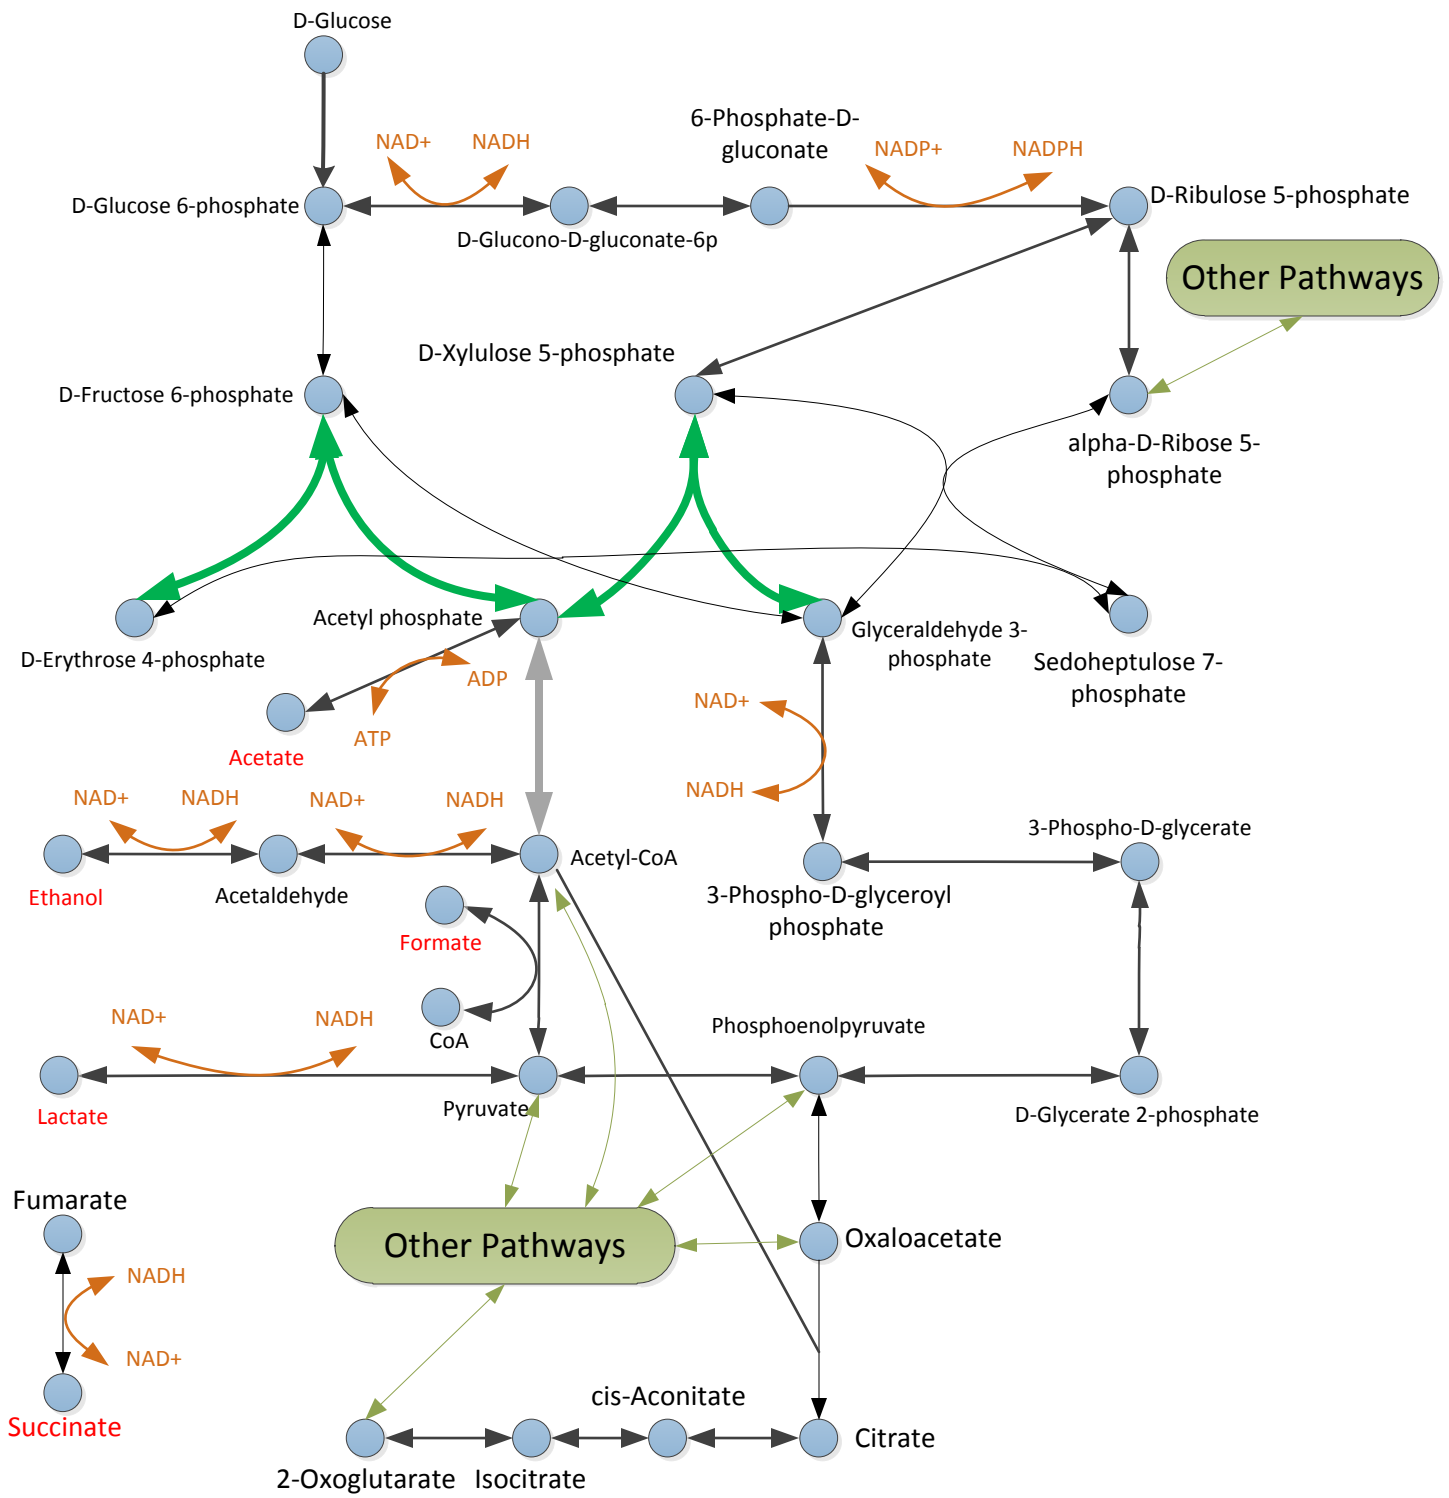 D-Glucose
NAD+
NADH
6-Phosphate-D-
gluconate
NADP+
NADPH
D-Glucose 6-phosphate
D-Glucono-D-gluconate-6p
D-Ribulose 5-phosphate
Other Pathways
D-Xylulose 5-phosphate
D-Fructose 6-phosphate
alpha-D-Ribose 5-
phosphate
Acetyl phosphate
Glyceraldehyde 3-
phosphate
D-Erythrose 4-phosphate
Sedoheptulose 7-
phosphate
ADP
ATP
Acetate
NAD+
NADH
NAD+
NADH
NAD+
NADH
Ethanol
Acetaldehyde
Acetyl-CoA
3-Phospho-D-glycerate
3-Phospho-D-glyceroyl
phosphate
Formate
CoA
NAD+
NADH
Phosphoenolpyruvate
Lactate
Pyruvate
D-Glycerate 2-phosphate
Fumarate
Other Pathways
Oxaloacetate
NADH
NAD+
Succinate
cis-Aconitate
Citrate
2-Oxoglutarate
Isocitrate